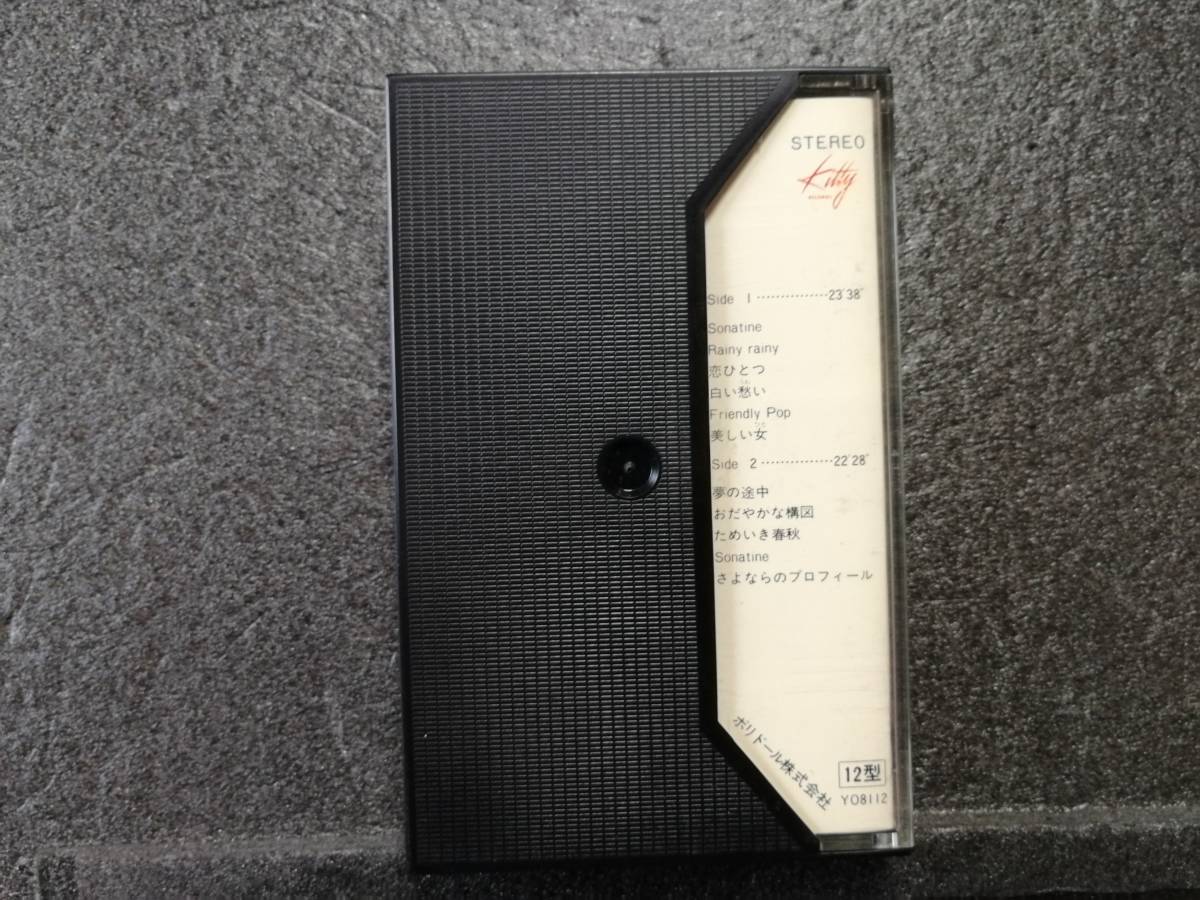 STEREO
Kitty
RECORDS
Side 1 ・・・・・・・・・・・・・・・23'38"
Sonatine
Rainy rainy
恋ひとつ
白い愁い
Friendly Pop
美しい女
Side 2 ・・・・・・・・・・・・・・・22'28"
夢の途中
おだやかな構図
ためいき春秋
Sonatine
さよならのプロフィール
ポリドール株式会社
12型
YO8112